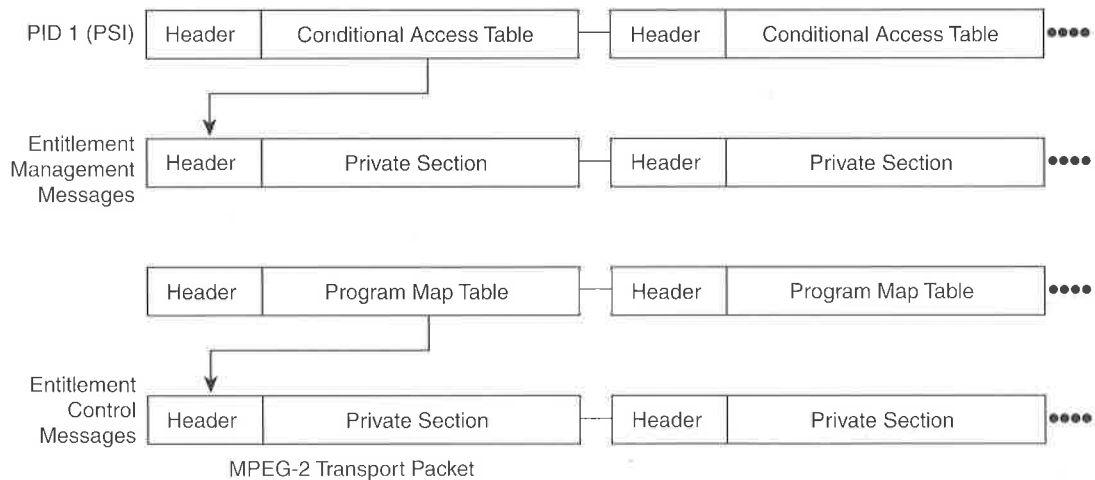 PID 1 (PSI) Header Conditional Access Table Header Conditional Access Table
Entitlement
Management
Messages
Header Private Section Header Private Section
Header Program Map Table Header Program Map Table
Entitlement
Control
Messages
Header Private Section Header Private Section
MPEG-2 Transport Packet